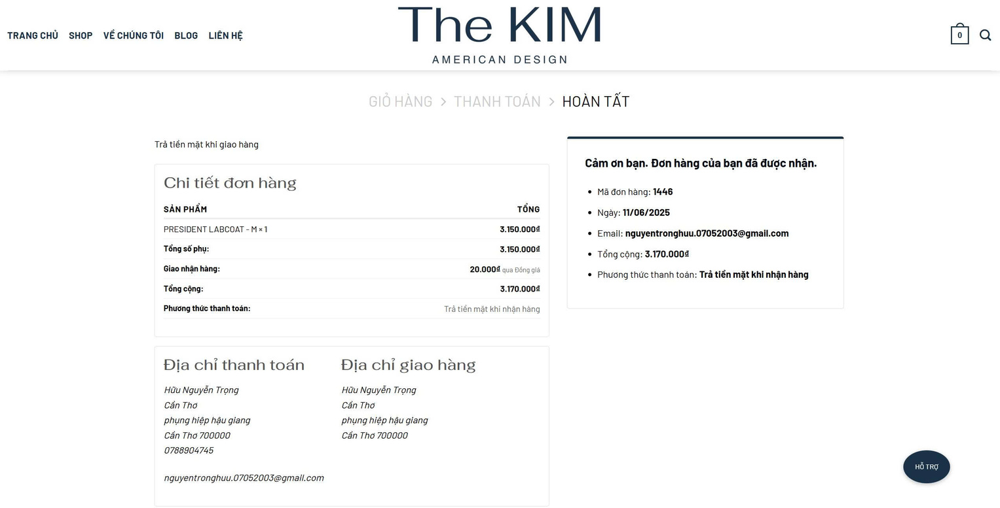 TRANG CHỦ SHOP VỀ CHÚNG TÔI BLOG LIÊN HỆ
The KIM
AMERICAN DESIGN
0
GIỎ HÀNG > THANH TOÁN > HOÀN TẤT
Trả tiền mặt khi giao hàng
Chi tiết đơn hàng
SẢN PHẨM TỔNG
PRESIDENT LABCOAT - M × 1 3.150.000₫
Tổng số phụ: 3.150.000₫
Giao nhận hàng: 20.000₫ qua Đồng giá
Tổng cộng: 3.170.000₫
Phương thức thanh toán: Trả tiền mặt khi nhận hàng
Cảm ơn bạn. Đơn hàng của bạn đã được nhận.
• Mã đơn hàng: 1446
• Ngày: 11/06/2025
• Email: nguyentronghuu.07052003@gmail.com
• Tổng cộng: 3.170.000₫
• Phương thức thanh toán: Trả tiền mặt khi nhận hàng
Địa chỉ thanh toán
Hữu Nguyễn Trọng
Cần Thơ
phụng hiệp hậu giang
Cần Thơ 700000
0788904745
nguyentronghuu.07052003@gmail.com
Địa chỉ giao hàng
Hữu Nguyễn Trọng
Cần Thơ
phụng hiệp hậu giang
Cần Thơ 700000
HỖ TRỢ